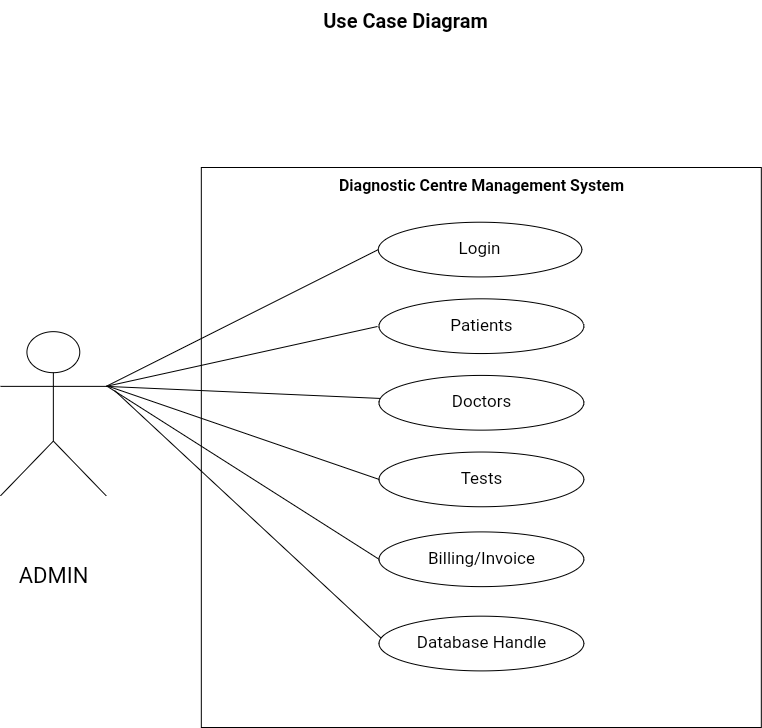 Use Case Diagram
Diagnostic Centre Management System
Login
Patients
Doctors
Tests
Billing/Invoice
Database Handle
ADMIN